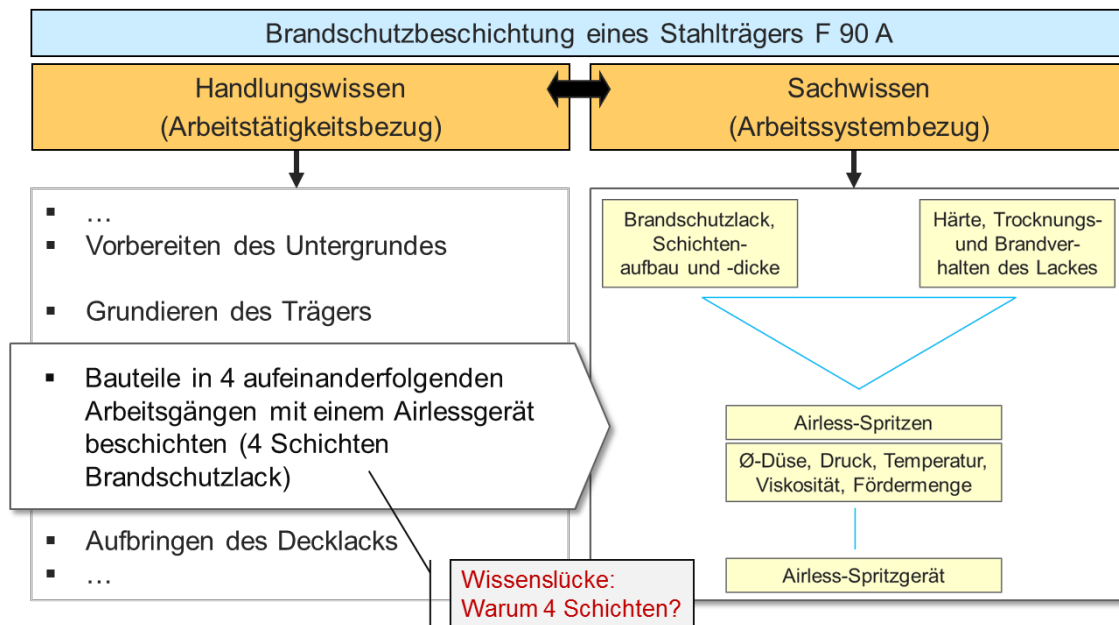 Brandschutzbeschichtung eines Stahlträgers F 90 A
Handlungswissen
(Arbeitstätigkeitsbezug)
Sachwissen
(Arbeitssystembezug)
▪ …
▪ Vorbereiten des Untergrundes
▪ Grundieren des Trägers
▪ Bauteile in 4 aufeinanderfolgenden
Arbeitsgängen mit einem Airlessgerät
beschichten (4 Schichten
Brandschutzlack)
▪ Aufbringen des Decklacks
▪ …
Wissenslücke:
Warum 4 Schichten?
Brandschutzlack,
Schichten-
aufbau und -dicke
Härte, Trocknungs-
und Brandver-
halten des Lackes
Airless-Spritzen
Ø-Düse, Druck, Temperatur,
Viskosität, Fördermenge
Airless-Spritzgerät